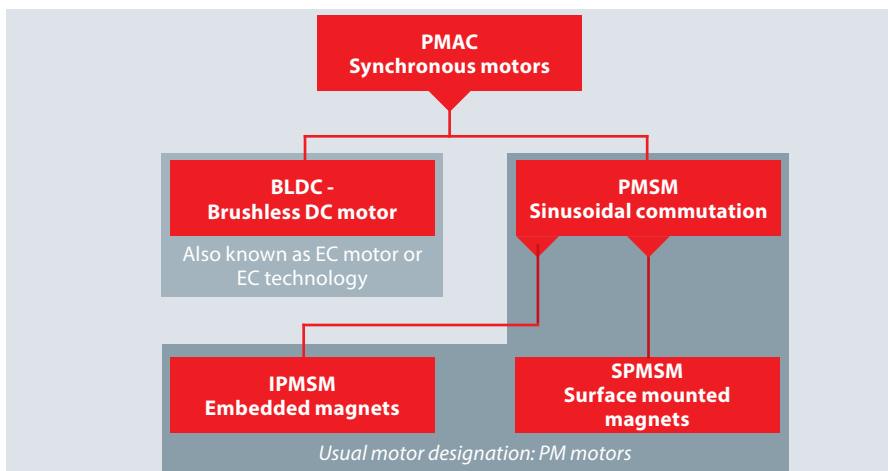 PMAC
Synchronous motors
BLDC -
Brushless DC motor
Also known as EC motor or
EC technology
PMSM
Sinusoidal commutation
IPMSM
Embedded magnets
SPMSM
Surface mounted
magnets
Usual motor designation: PM motors